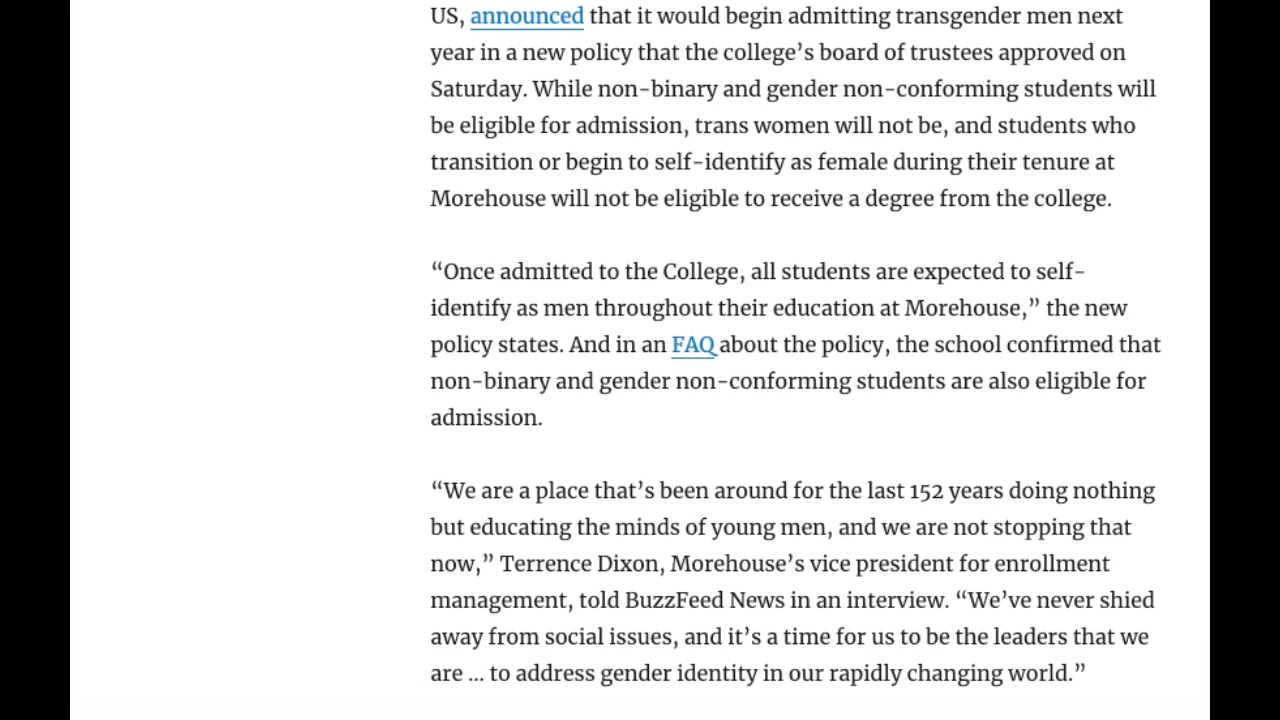 US, announced that it would begin admitting transgender men next
year in a new policy that the college’s board of trustees approved on
Saturday. While non-binary and gender non-conforming students will
be eligible for admission, trans women will not be, and students who
transition or begin to self-identify as female during their tenure at
Morehouse will not be eligible to receive a degree from the college.
“Once admitted to the College, all students are expected to self-
identify as men throughout their education at Morehouse,” the new
policy states. And in an FAQ about the policy, the school confirmed that
non-binary and gender non-conforming students are also eligible for
admission.
“We are a place that’s been around for the last 152 years doing nothing
but educating the minds of young men, and we are not stopping that
now,” Terrence Dixon, Morehouse’s vice president for enrollment
management, told BuzzFeed News in an interview. “We’ve never shied
away from social issues, and it’s a time for us to be the leaders that we
are ... to address gender identity in our rapidly changing world.”